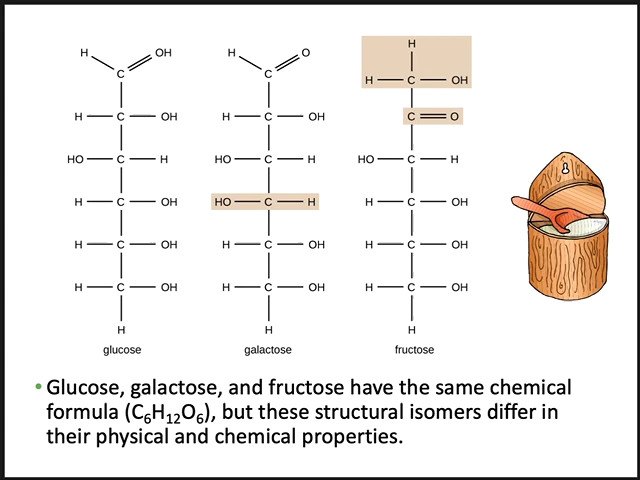 H OH H O H
C C H C OH
H C OH H C OH C O
HO C H HO C H HO C H
H C OH HO C H H C OH
H C OH H C OH H C OH
H C OH H C OH H C OH
H H H
glucose galactose fructose
• Glucose, galactose, and fructose have the same chemical
formula (C₆H₁₂O₆), but these structural isomers differ in
their physical and chemical properties.